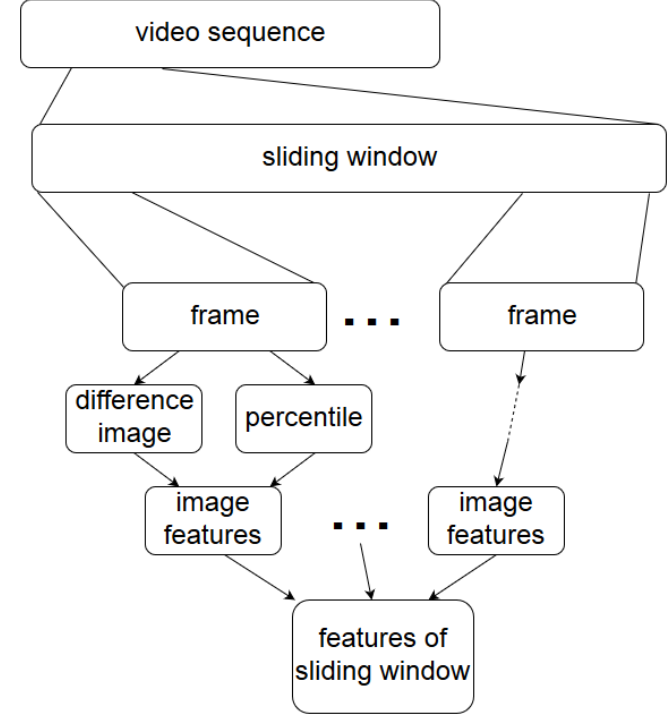 video sequence
sliding window
frame
...
frame
difference
image
percentile
image
features
...
image
features
features of
sliding window